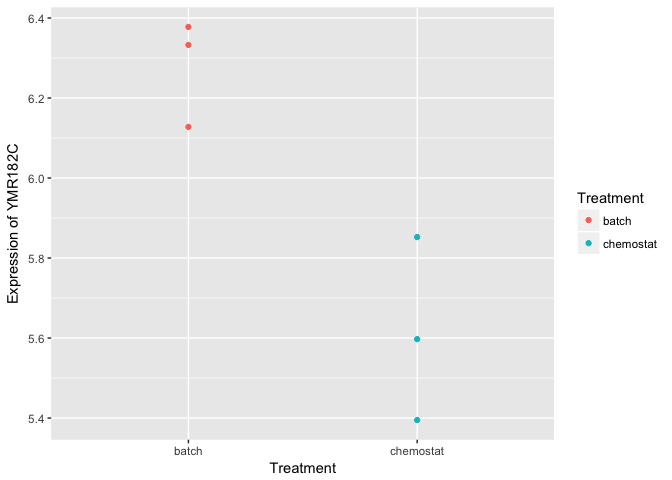 Expression of YMR182C
6.4
6.2
6.0
5.8
5.6
5.4
batch
chemostat
Treatment
Treatment
batch
chemostat